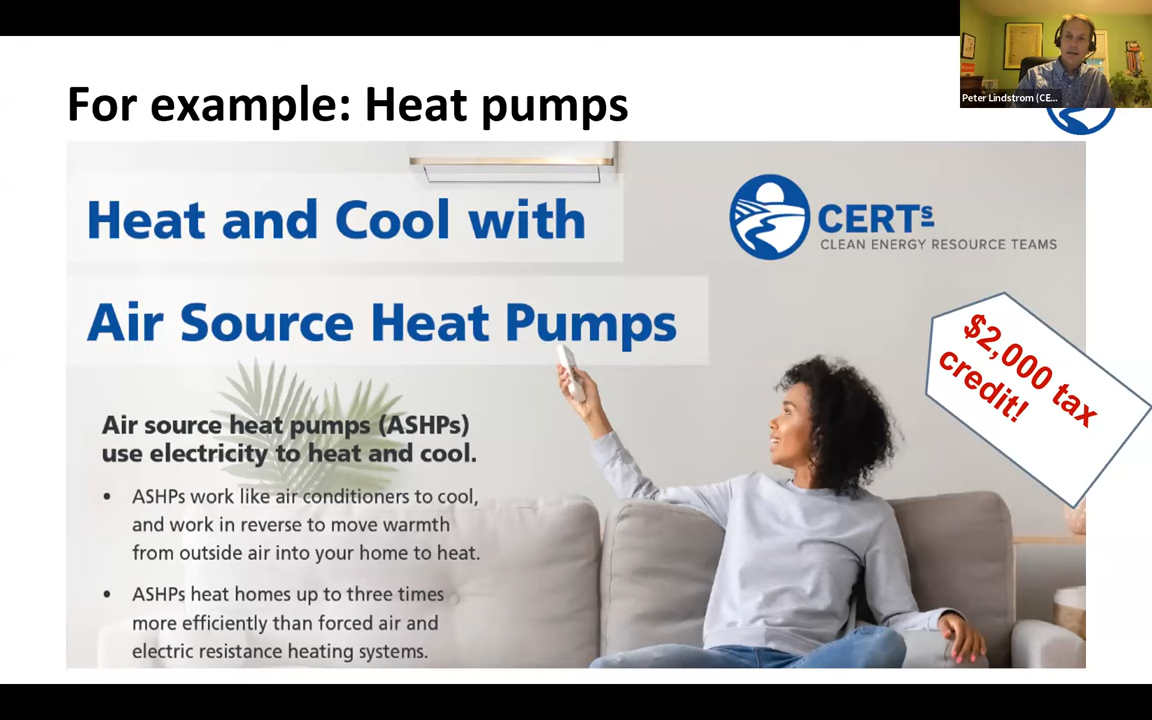 For example: Heat pumps
Peter Lindstrom (CE...
Heat and Cool with
Air Source Heat Pumps
CERTs
CLEAN ENERGY RESOURCE TEAMS
$2,000 tax
credit!
Air source heat pumps (ASHPs)
use electricity to heat and cool.
• ASHPs work like air conditioners to cool,
and work in reverse to move warmth
from outside air into your home to heat.
• ASHPs heat homes up to three times
more efficiently than forced air and
electric resistance heating systems.